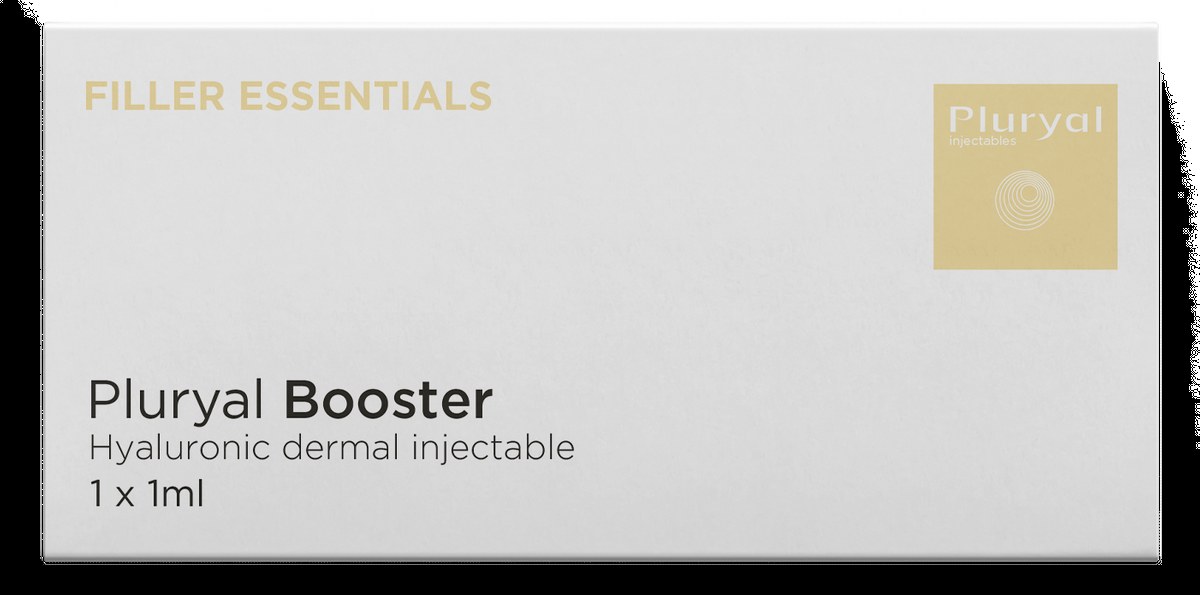 FILLER ESSENTIALS
Pluryal
injectables
Pluryal Booster
Hyaluronic dermal injectable
1 x 1ml